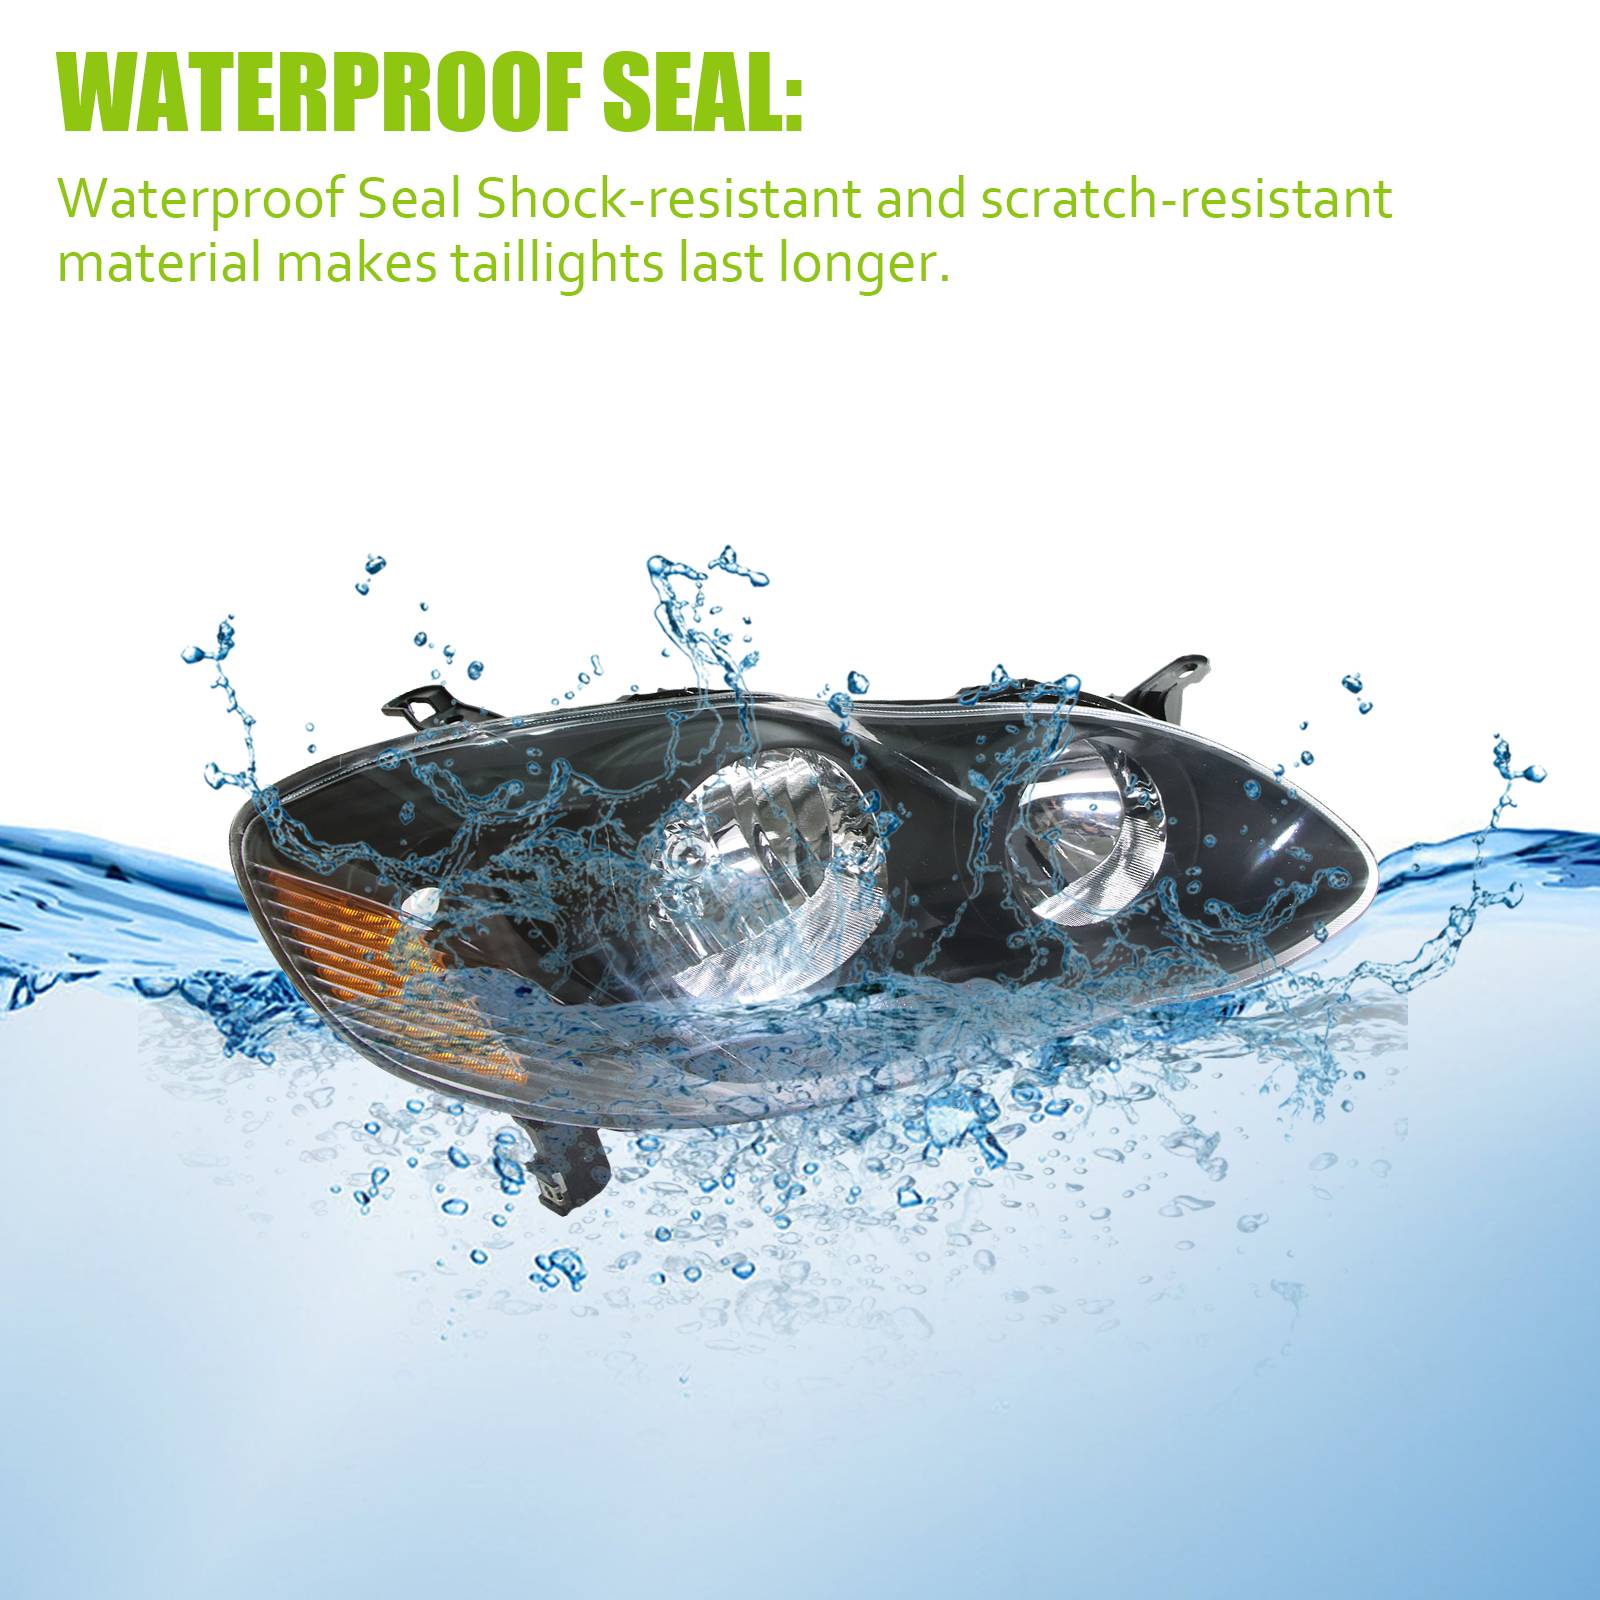 WATERPROOF SEAL:
Waterproof Seal Shock-resistant and scratch-resistant
material makes taillights last longer.